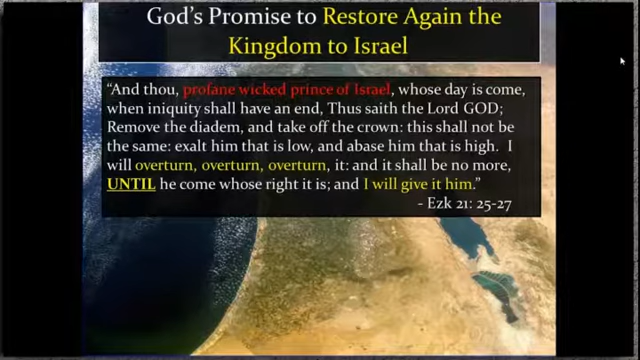 God's Promise to Restore Again the
Kingdom to Israel
“And thou, profane wicked prince of Israel, whose day is come,
when iniquity shall have an end, Thus saith the Lord GOD;
Remove the diadem, and take off the crown: this shall not be
the same: exalt him that is low, and abase him that is high. I
will overturn, overturn, overturn, it: and it shall be no more,
UNTIL he come whose right it is; and I will give it him.”
- Ezk 21: 25-27